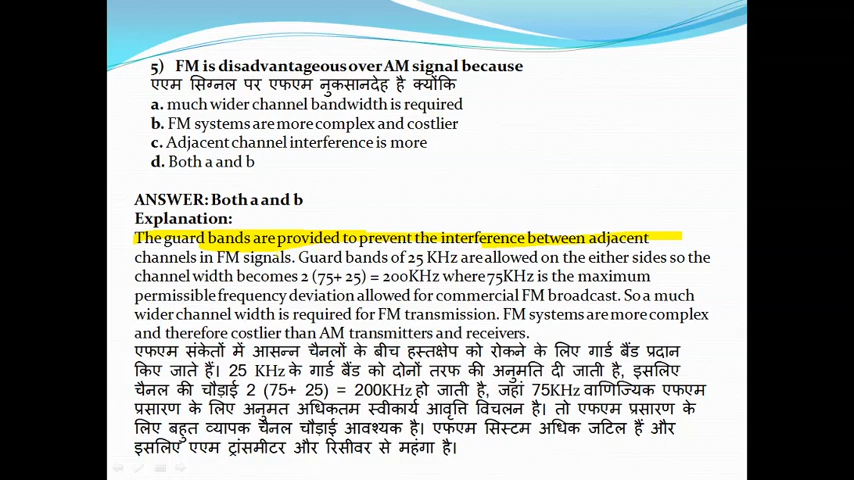 5) FM is disadvantageous over AM signal because
एएम सिग्नल पर एफएम नुकसानदेह है क्योंकि
a. much wider channel bandwidth is required
b. FM systems are more complex and costlier
c. Adjacent channel interference is more
d. Both a and b
ANSWER: Both a and b
Explanation:
The guard bands are provided to prevent the interference between adjacent
channels in FM signals. Guard bands of 25 KHz are allowed on the either sides so the
channel width becomes 2 (75+ 25) = 200KHz where 75KHz is the maximum
permissible frequency deviation allowed for commercial FM broadcast. So a much
wider channel width is required for FM transmission. FM systems are more complex
and therefore costlier than AM transmitters and receivers.
एफएम संकेतों में आसन्न चैनलों के बीच हस्तक्षेप को रोकने के लिए गार्ड बैंड प्रदान
किए जाते हैं। 25 KHz के गार्ड बैंड को दोनों तरफ की अनुमति दी जाती है, इसलिए
चैनल की चौड़ाई 2 (75+ 25) = 200KHz हो जाती है, जहां 75KHz वाणिज्यिक एफएम
प्रसारण के लिए अनुमत अधिकतम स्वीकार्य आवृत्ति विचलन है। तो एफएम प्रसारण के
लिए बहुत व्यापक चैनल चौड़ाई आवश्यक है। एफएम सिस्टम अधिक जटिल हैं और
इसलिए एएम ट्रांसमीटर और रिसीवर से महंगा है।